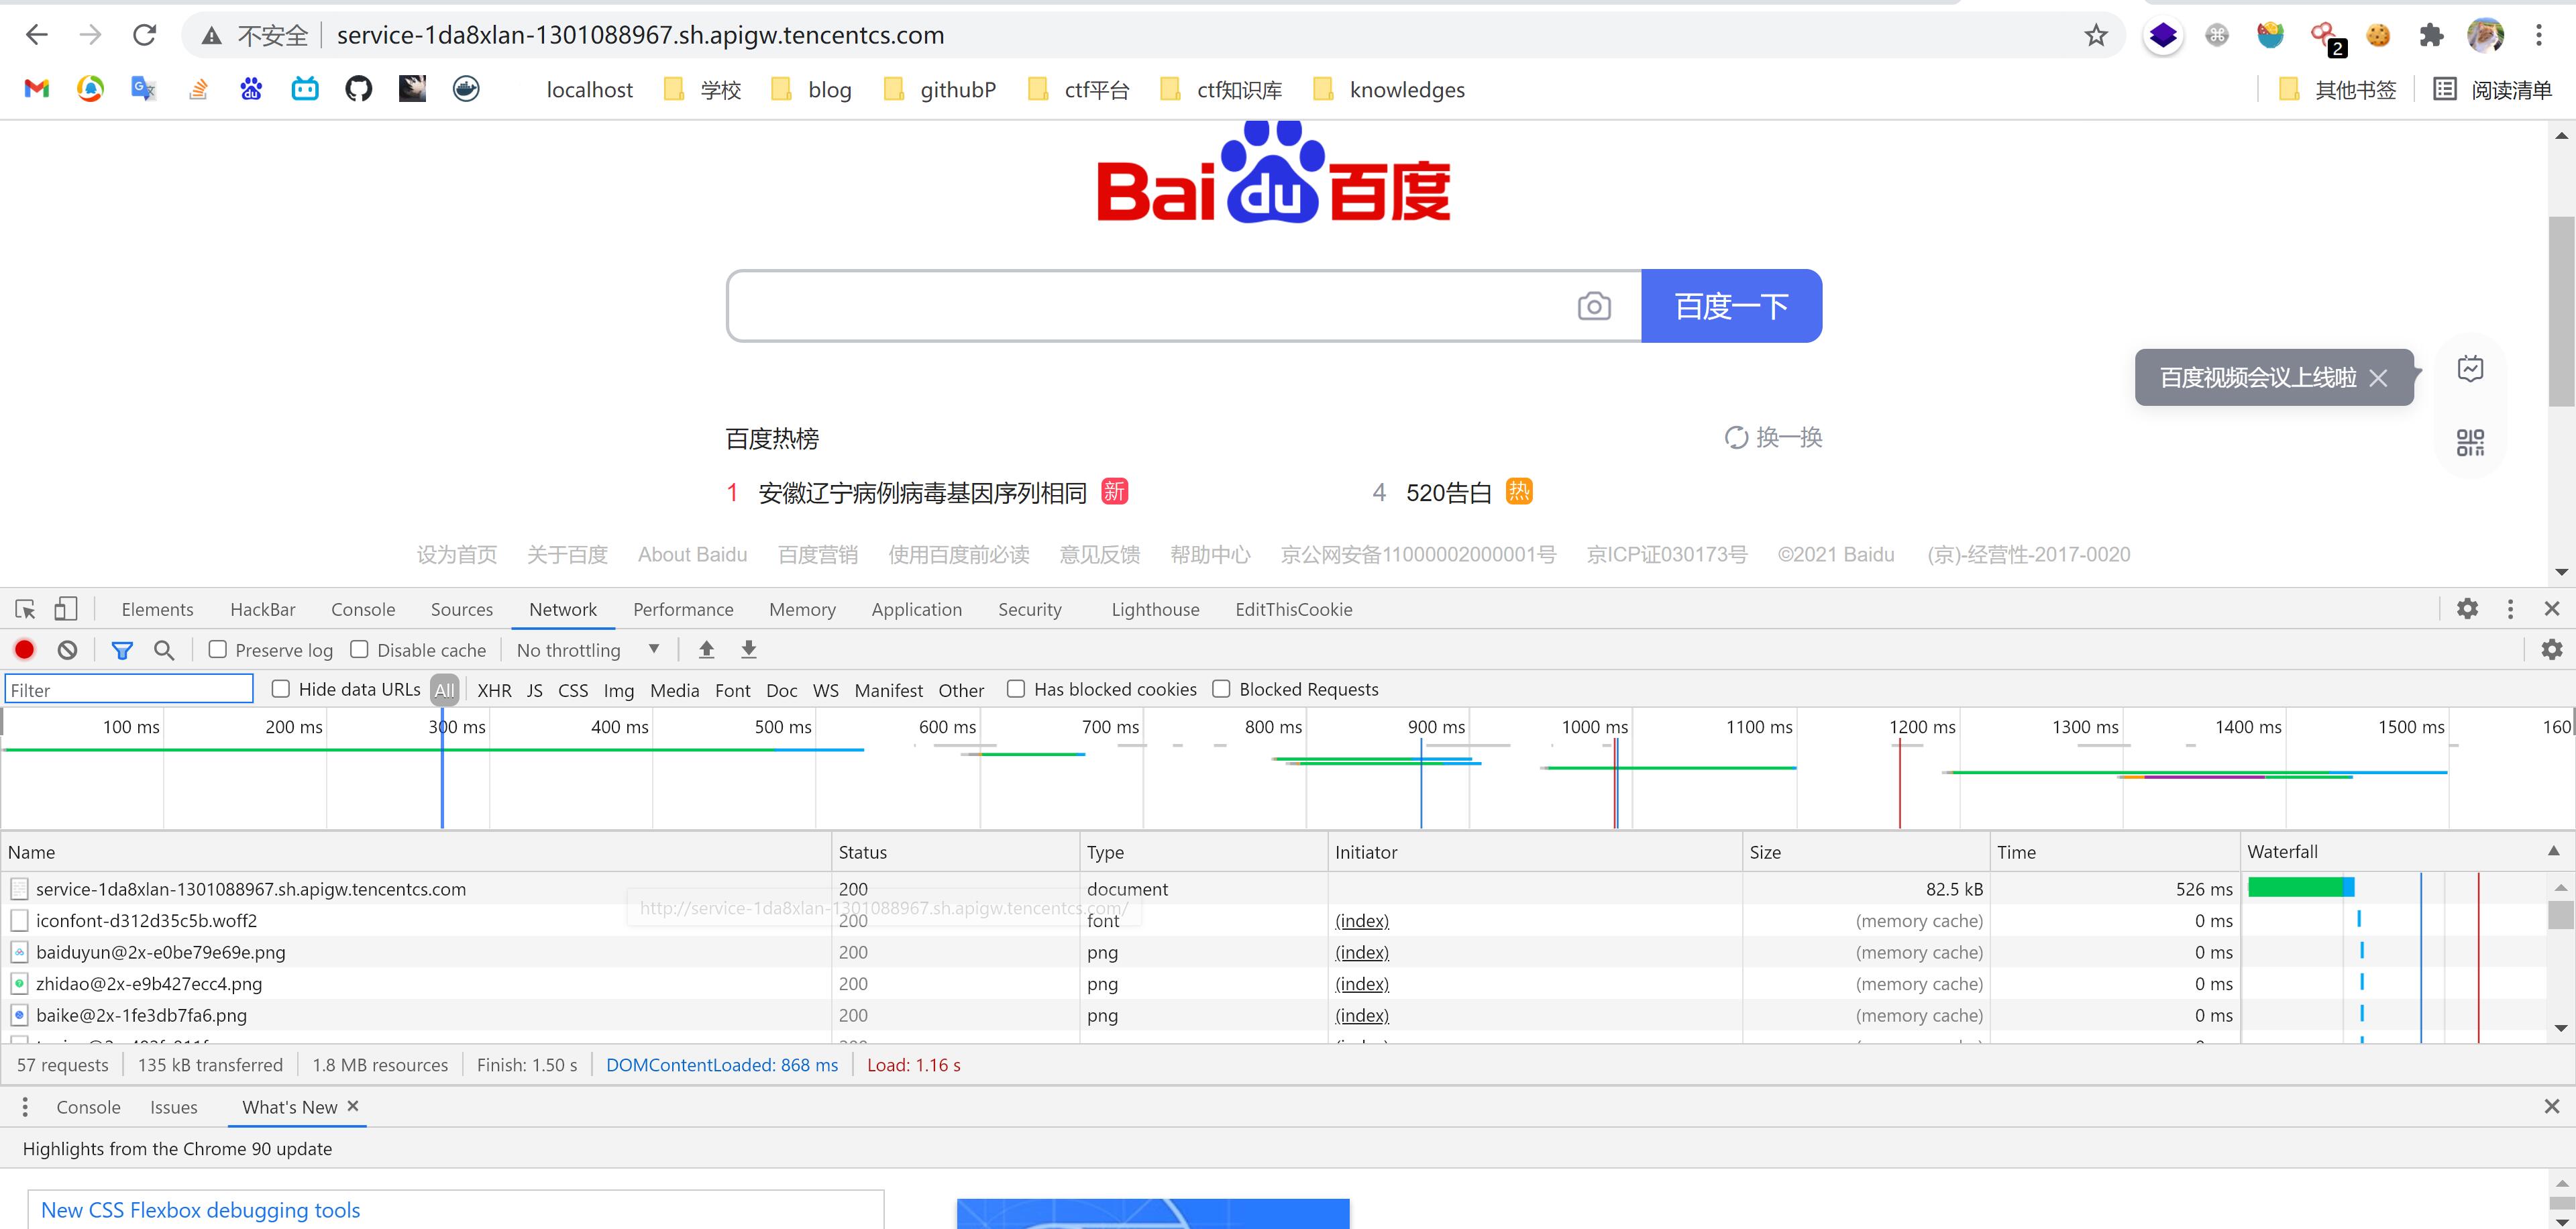 不安全 service-1da8xlan-1301088967.sh.apigw.tencentcs.com 2
du localhost 学校 blog githubP ctf平台 ctf知识库 knowledges 其他书签 阅读清单
Bai du 百度
百度一下
百度视频会议上线啦
百度热榜 换一换
1 安徽辽宁病例病毒基因序列相同 新 4 520告白 热
设为首页 关于百度 About Baidu 百度营销 使用百度前必读 意见反馈 帮助中心 京公网安备11000002000001号 京ICP证030173号 ©2021 Baidu (京)-经营性-2017-0020
Elements HackBar Console Sources Network Performance Memory Application Security Lighthouse EditThisCookie
Preserve log Disable cache No throttling
Filter Hide data URLs All XHR JS CSS Img Media Font Doc WS Manifest Other Has blocked cookies Blocked Requests
100 ms 200 ms 300 ms 400 ms 500 ms 600 ms 700 ms 800 ms 900 ms 1000 ms 1100 ms 1200 ms 1300 ms 1400 ms 1500 ms 160
Name Status Type Initiator Size Time Waterfall
service-1da8xlan-1301088967.sh.apigw.tencentcs.com 200 document 82.5 kB 526 ms
http://service-1da8xlan-1301088967.sh.apigw.tencentcs.com/
iconfont-d312d35c5b.woff2 200 font (index) (memory cache) 0 ms
baiduyun@2x-e0be79e69e.png 200 png (index) (memory cache) 0 ms
zhidao@2x-e9b427ecc4.png 200 png (index) (memory cache) 0 ms
baike@2x-1fe3db7fa6.png 200 png (index) (memory cache) 0 ms
57 requests 135 kB transferred 1.8 MB resources Finish: 1.50 s DOMContentLoaded: 868 ms Load: 1.16 s
Console Issues What's New
Highlights from the Chrome 90 update
New CSS Flexbox debugging tools